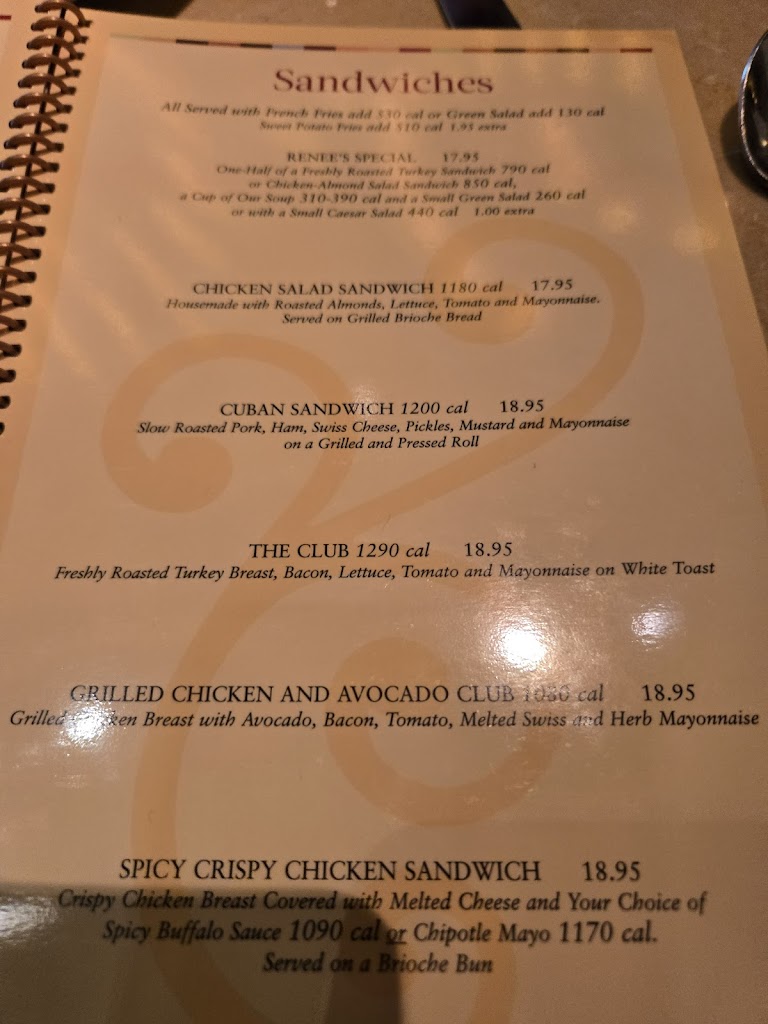 Sandwiches
All Served with French Fries add 530 cal or Green Salad add 130 cal
Sweet Potato Fries add 510 cal 1.95 extra
RENEE'S SPECIAL 17.95
One-Half of a Freshly Roasted Turkey Sandwich 790 cal
or Chicken-Almond Salad Sandwich 850 cal,
a Cup of Our Soup 310-390 cal and a Small Green Salad 260 cal
or with a Small Caesar Salad 440 cal 1.00 extra
CHICKEN SALAD SANDWICH 1180 cal 17.95
Housemade with Roasted Almonds, Lettuce, Tomato and Mayonnaise.
Served on Grilled Brioche Bread
CUBAN SANDWICH 1200 cal 18.95
Slow Roasted Pork, Ham, Swiss Cheese, Pickles, Mustard and Mayonnaise
on a Grilled and Pressed Roll
THE CLUB 1290 cal 18.95
Freshly Roasted Turkey Breast, Bacon, Lettuce, Tomato and Mayonnaise on White Toast
GRILLED CHICKEN AND AVOCADO CLUB cal 18.95
Grilled Chicken Breast with Avocado, Bacon, Tomato, Melted Swiss and Herb Mayonnaise
SPICY CRISPY CHICKEN SANDWICH 18.95
Crispy Chicken Breast Covered with Melted Cheese and Your Choice of
Spicy Buffalo Sauce 1090 cal or Chipotle Mayo 1170 cal.
Served on a Brioche Bun